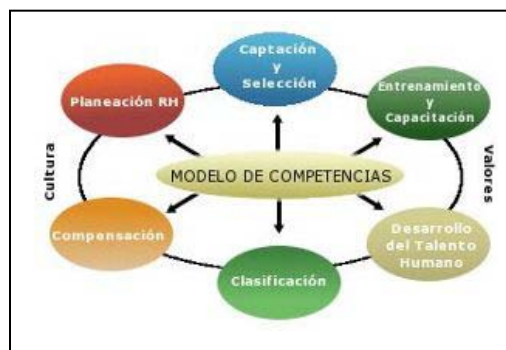 Captación
y
Selección
Planeación RH
Entrenamiento
y
Capacitación
Cultura
MODELO DE COMPETENCIAS
Valores
Compensación
Desarrollo
del Talento
Humano
Clasificación